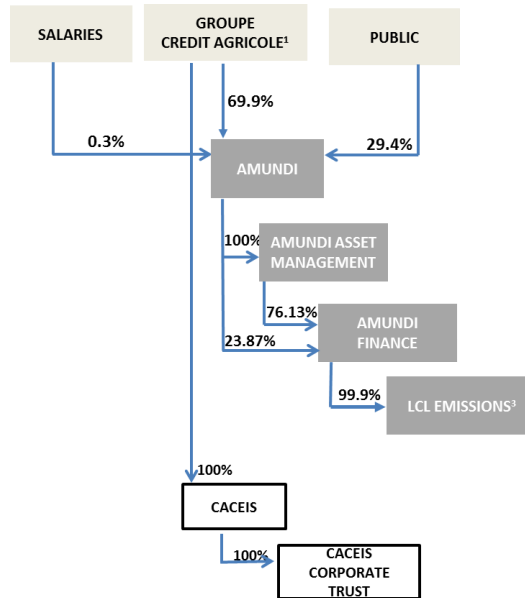 SALARIES
GROUPE
CREDIT AGRICOLE¹
PUBLIC
69.9%
0.3%
29.4%
AMUNDI
100%
AMUNDI ASSET
MANAGEMENT
76.13%
23.87%
AMUNDI
FINANCE
99.9%
LCL EMISSIONS³
100%
CACEIS
100%
CACEIS
CORPORATE
TRUST